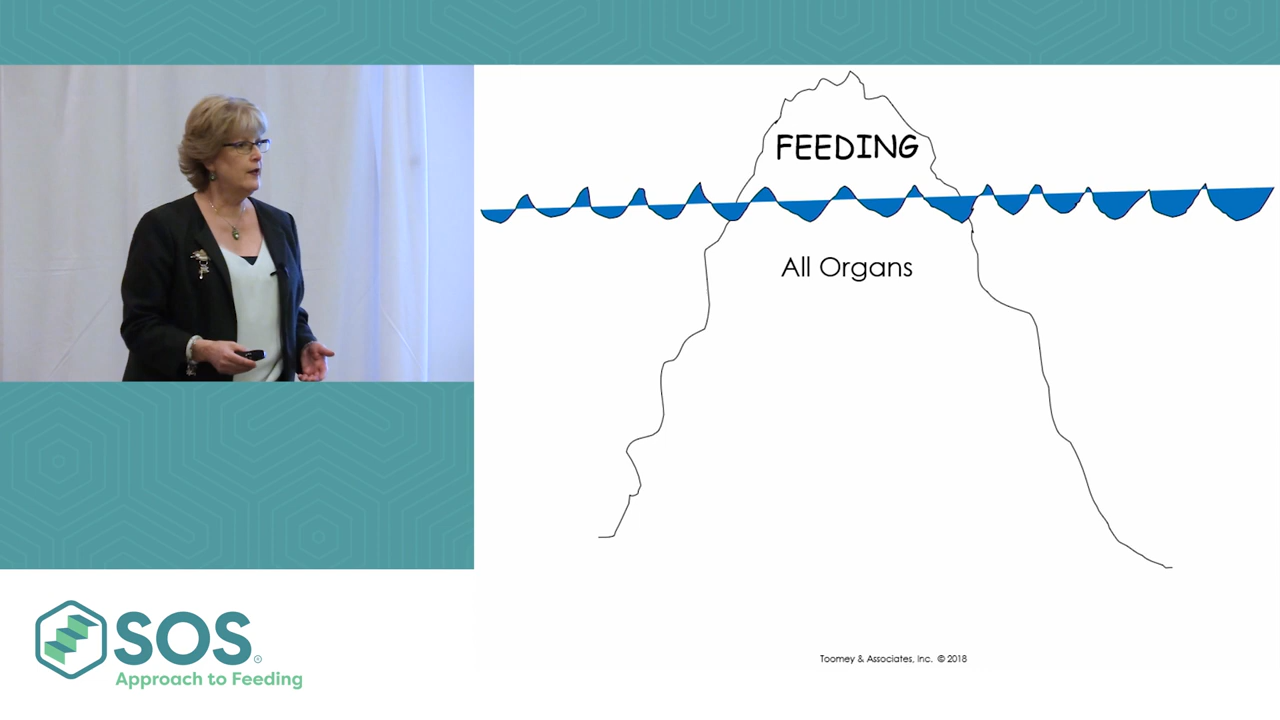 FEEDING
All Organs
SOS®
Approach to Feeding
Toomey & Associates, Inc. © 2018